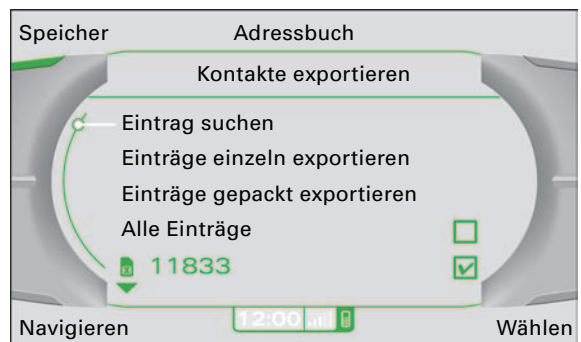 Speicher Adressbuch
Kontakte exportieren
Eintrag suchen
Einträge einzeln exportieren
Einträge gepackt exportieren
Alle Einträge
11833
Navigieren 12:00 Wählen